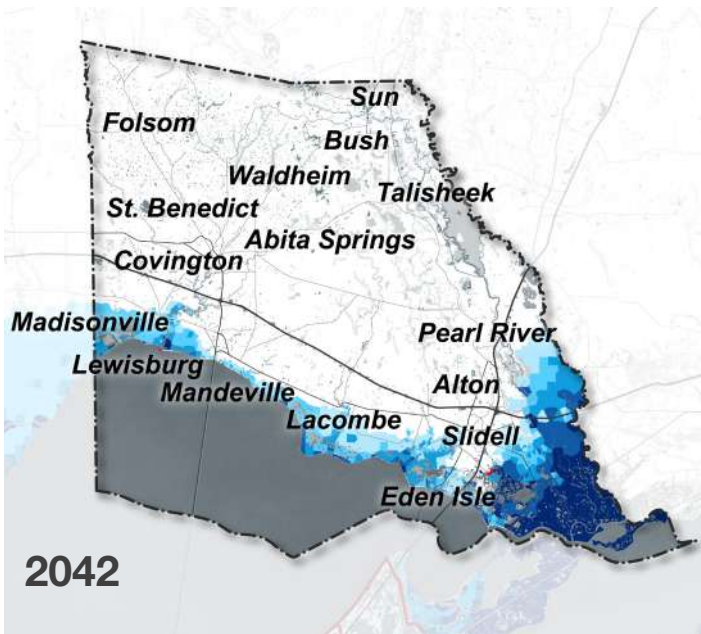 Sun
Folsom
Bush
Waldheim
Talisheek
St. Benedict
Abita Springs
Covington
Madisonville
Pearl River
Lewisburg
Mandeville
Alton
Lacombe
Slidell
Eden Isle
2042